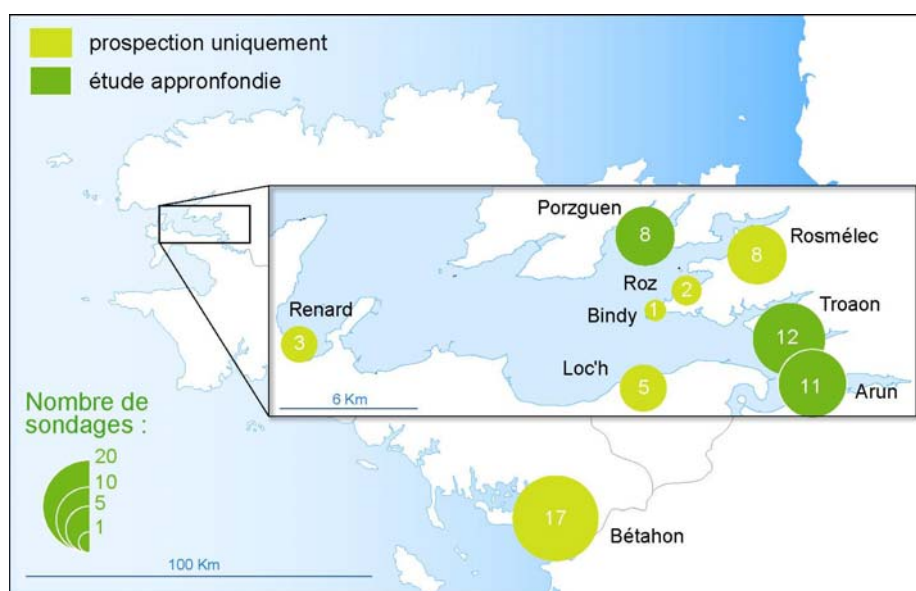 prospection uniquement
étude appronfondie
Porzguen
8
Rosmélec
8
Roz
2
Renard
3
Bindy
1
Troaon
12
Loc'h
5
11
Arun
6 Km
Nombre de
sondages :
20
10
5
1
17
Bétahon
100 Km